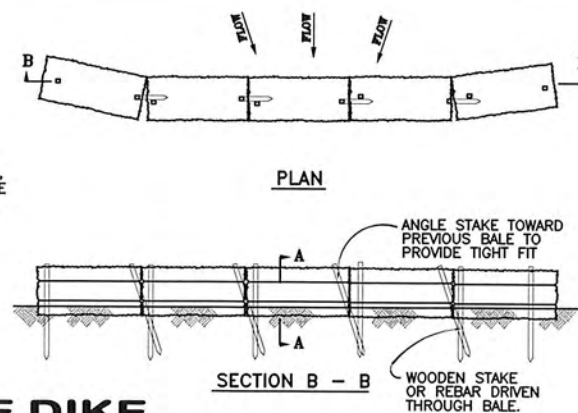 FLOW
FLOW
FLOW
B
PLAN
ANGLE STAKE TOWARD
PREVIOUS BALE TO
PROVIDE TIGHT FIT
A
A
SECTION B - B
WOODEN STAKE
OR REBAR DRIVEN
THROUGH BALE.
DIKE